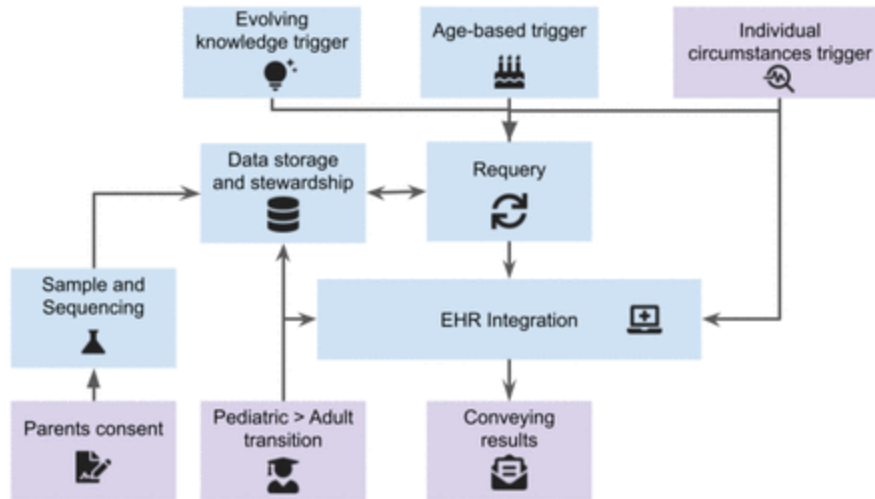 Evolving
knowledge trigger
Age-based trigger
Individual
circumstances trigger
Data storage
and stewardship
Requery
Sample and
Sequencing
EHR Integration
Parents consent
Pediatric > Adult
transition
Conveying
results